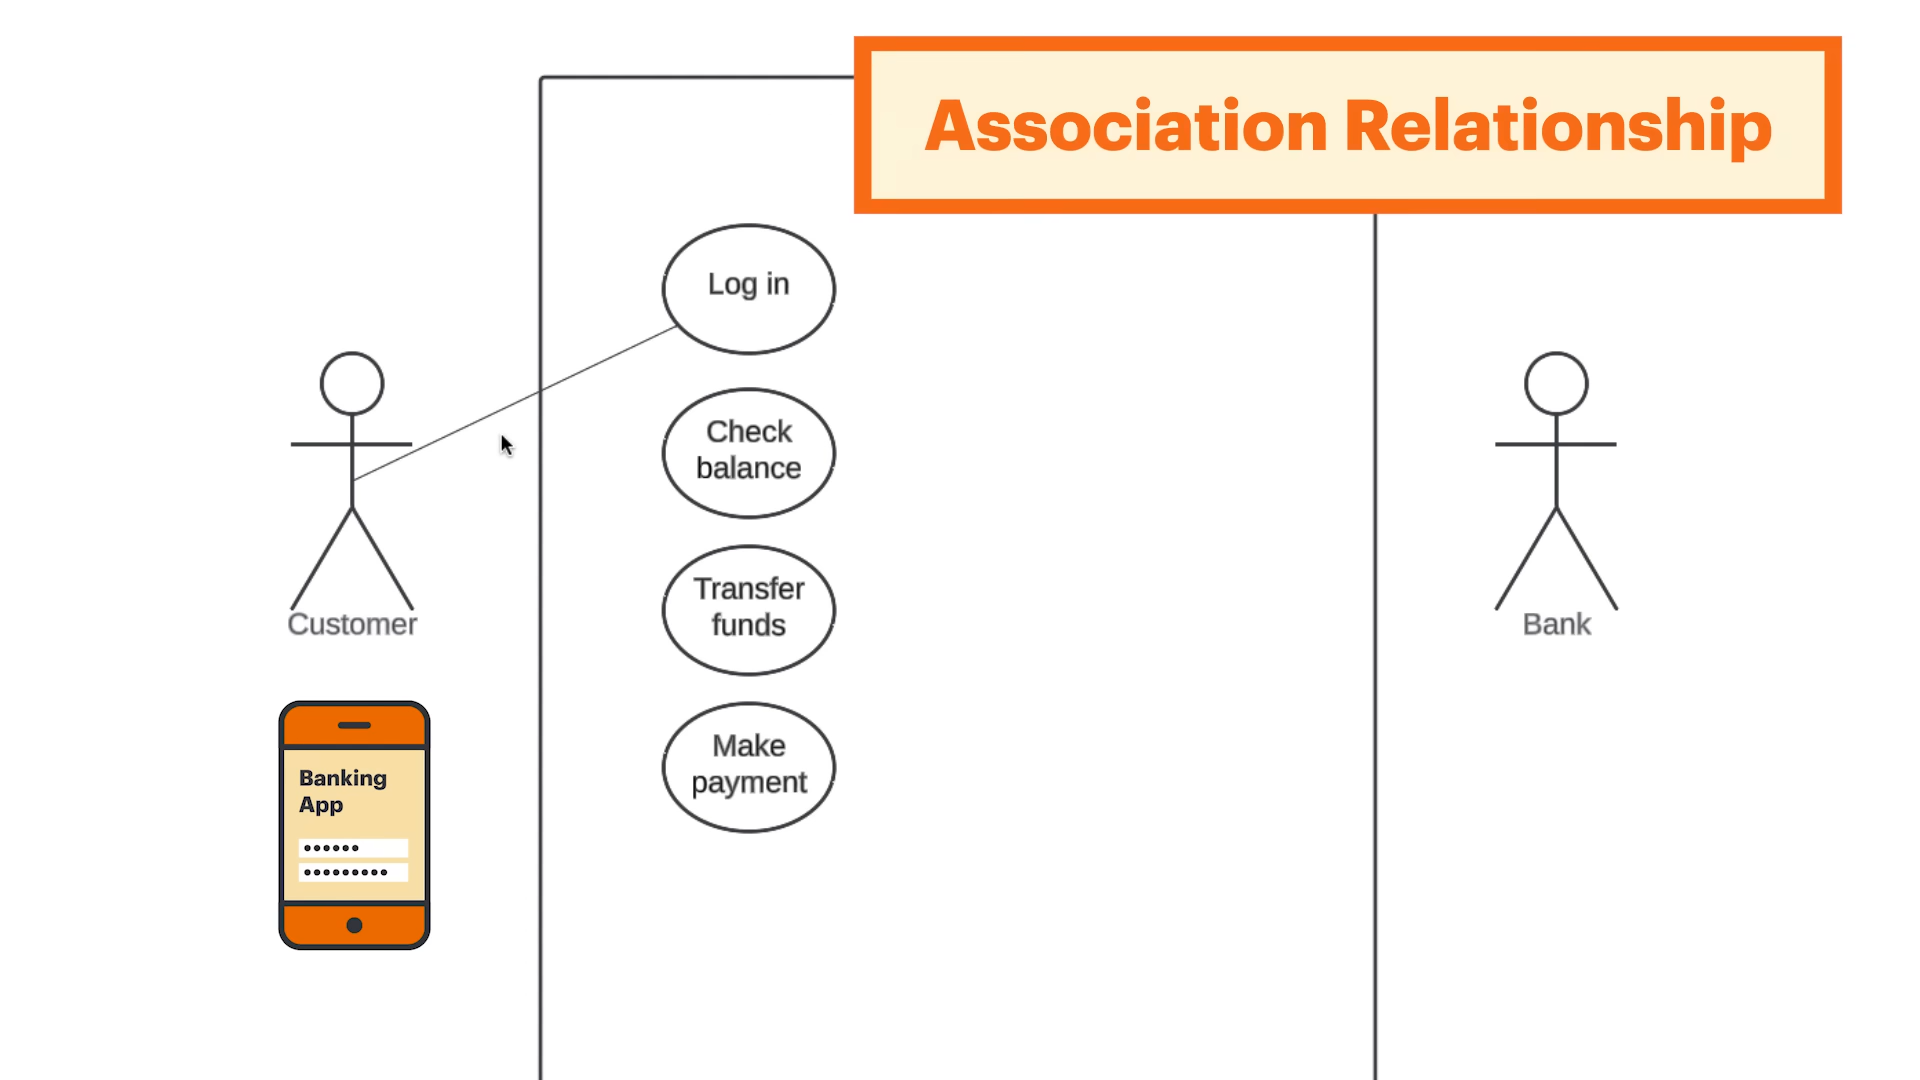 Association Relationship
Log in
Check
balance
Transfer
funds
Make
payment
Customer
Bank
Banking
App